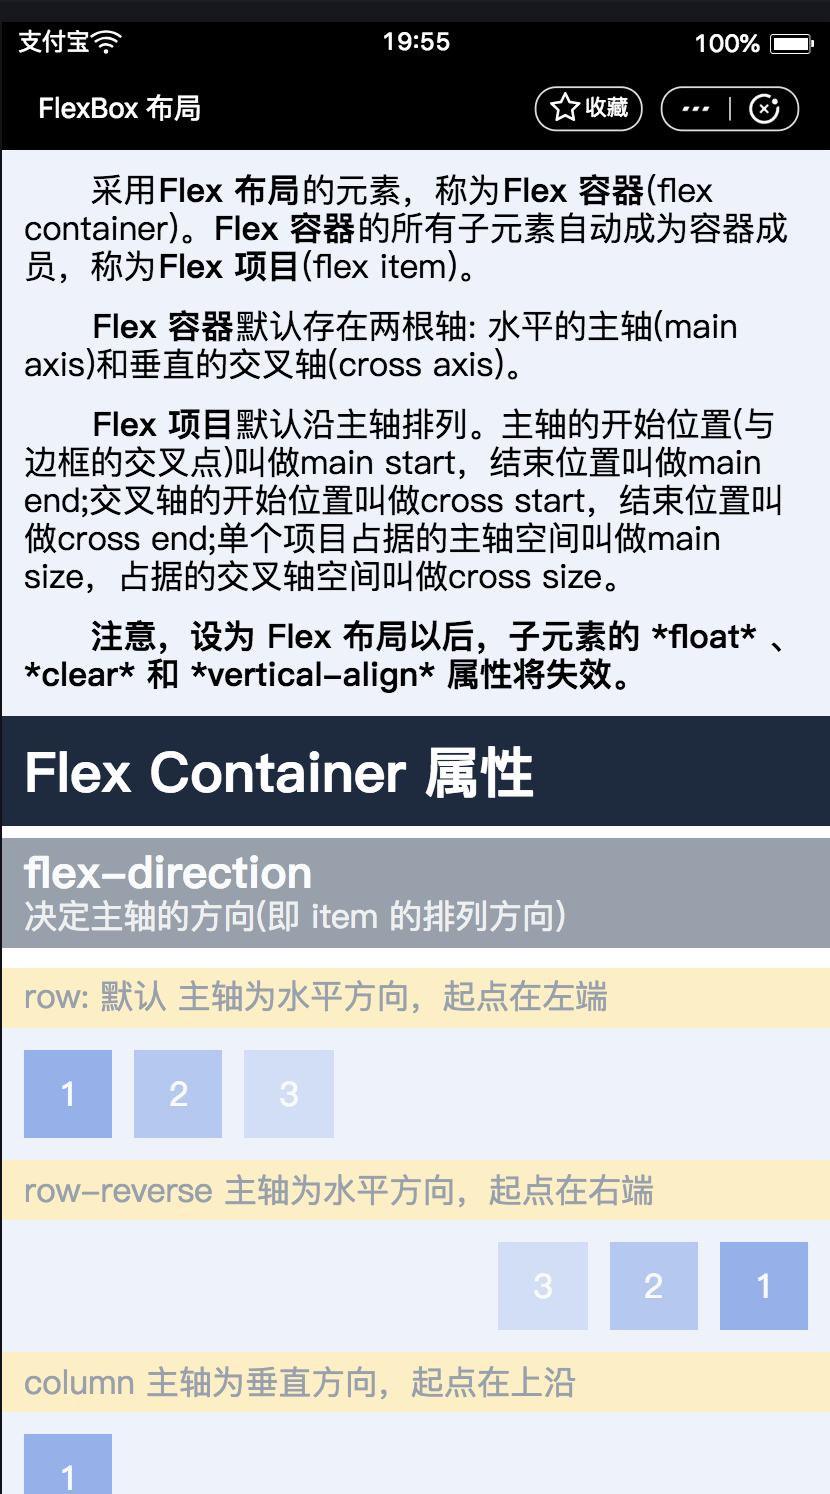 支付宝 19:55 100%
FlexBox 布局 收藏
采用Flex 布局的元素，称为Flex 容器(flex
container)。Flex 容器的所有子元素自动成为容器成
员，称为Flex 项目(flex item)。
Flex 容器默认存在两根轴: 水平的主轴(main
axis)和垂直的交叉轴(cross axis)。
Flex 项目默认沿主轴排列。主轴的开始位置(与
边框的交叉点)叫做main start，结束位置叫做main
end;交叉轴的开始位置叫做cross start，结束位置叫
做cross end;单个项目占据的主轴空间叫做main
size，占据的交叉轴空间叫做cross size。
注意，设为 Flex 布局以后，子元素的 *float* 、
*clear* 和 *vertical-align* 属性将失效。
Flex Container 属性
flex-direction
决定主轴的方向(即 item 的排列方向)
row: 默认 主轴为水平方向，起点在左端
1 2 3
row-reverse 主轴为水平方向，起点在右端
3 2 1
column 主轴为垂直方向，起点在上沿
1